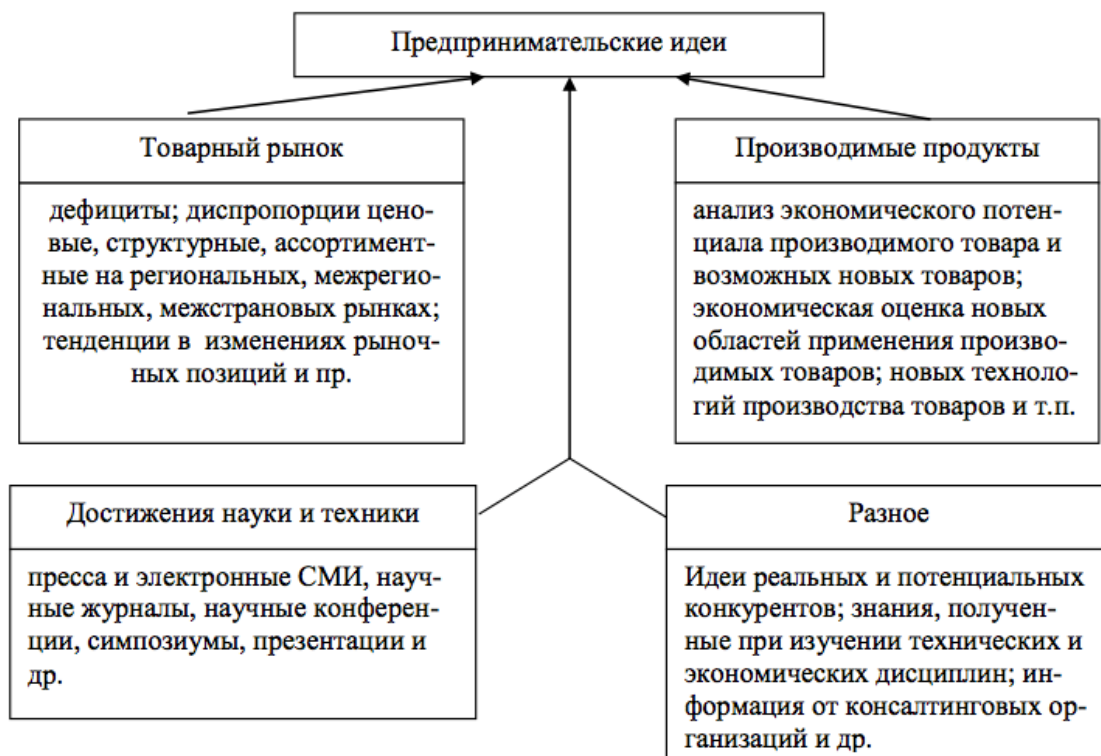 Предпринимательские идеи
Товарный рынок
дефициты; диспропорции цено-
вые, структурные, ассортимент-
ные на региональных, межрегио-
нальных, межстрановых рынках;
тенденции в изменениях рыноч-
ных позиций и пр.
Производимые продукты
анализ экономического потен-
циала производимого товара и
возможных новых товаров;
экономическая оценка новых
областей применения произво-
димых товаров; новых техноло-
гий производства товаров и т.п.
Достижения науки и техники
пресса и электронные СМИ, науч-
ные журналы, научные конферен-
ции, симпозиумы, презентации и
др.
Разное
Идеи реальных и потенциальных
конкурентов; знания, получен-
ные при изучении технических и
экономических дисциплин; ин-
формация от консалтинговых ор-
ганизаций и др.